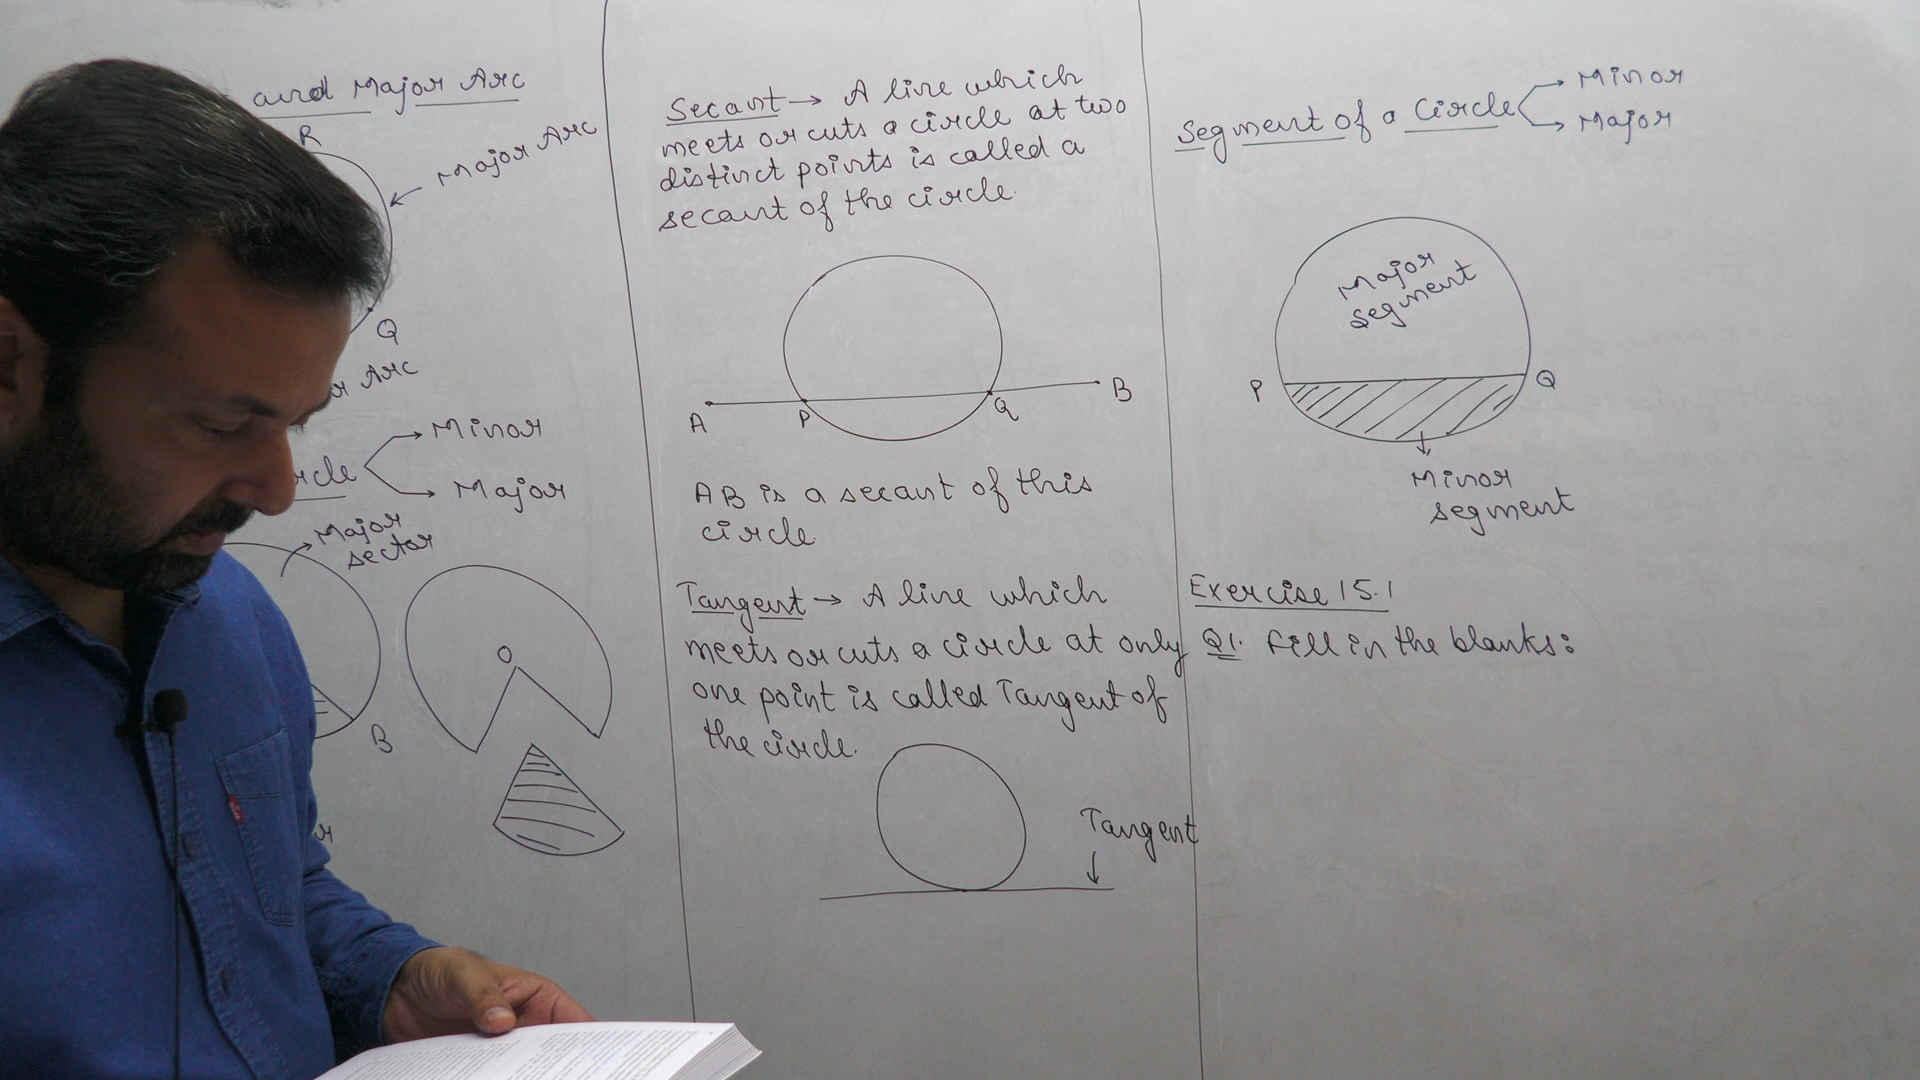 and Major Arc
R
Major Arc
Q
Arc
Minor
Major
Major
sector
O
B
Secant → A line which
meets or cuts a circle at two
distinct points is called a
secant of the circle.
A
P
Q
B
AB is a secant of this
circle
Tangent → A line which
meets or cuts a circle at only
one point is called Tangent of
the circle.
Tangent
Segment of a Circle
Minor
Major
Major
segment
P
Q
Minor
segment
Exercise 15.1
Q1. Fill in the blanks: